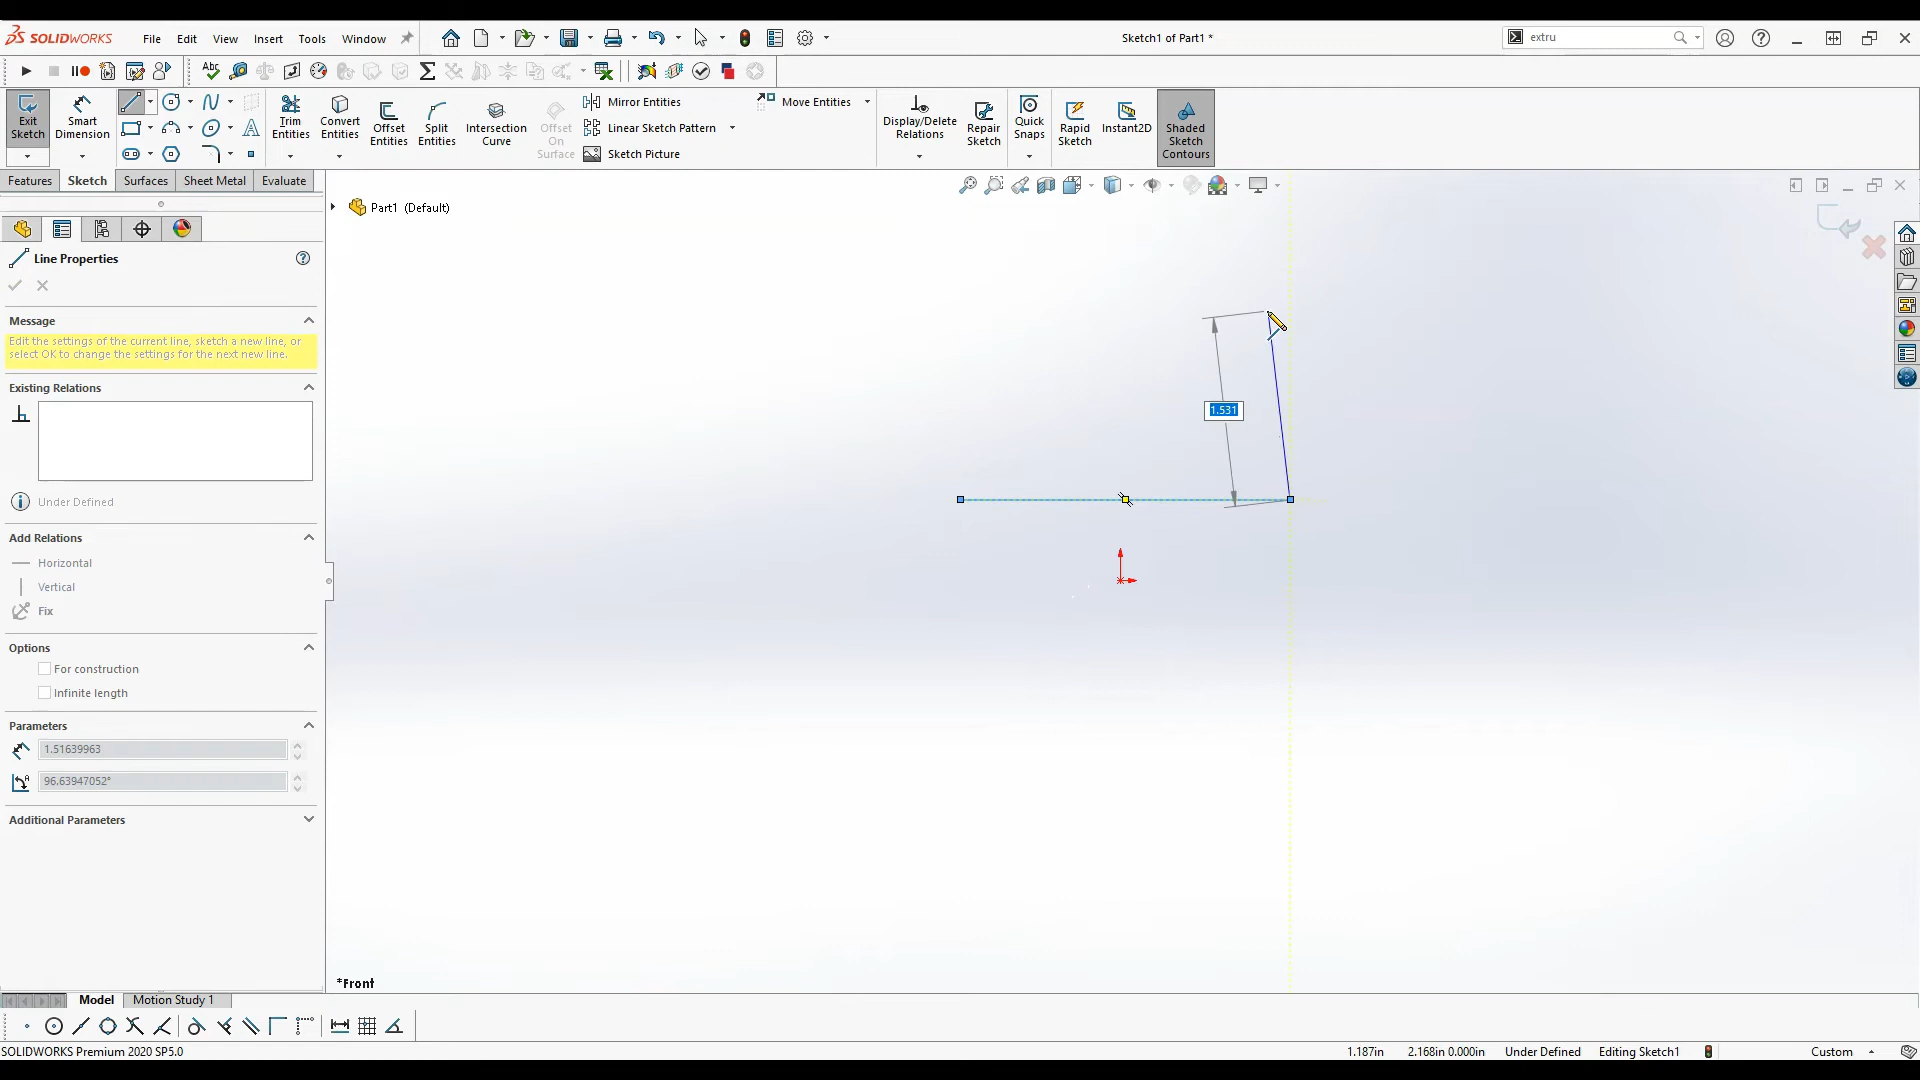 SOLIDWORKS
File Edit View Insert Tools Window
Sketch1 of Part1 *
extru
Exit Sketch
Smart Dimension
Trim Entities
Convert Entities
Offset Entities
Split Entities
Intersection Curve
Offset On Surface
Mirror Entities
Linear Sketch Pattern
Sketch Picture
Move Entities
Display/Delete Relations
Repair Sketch
Quick Snaps
Rapid Sketch
Instant2D
Shaded Sketch Contours
Features Sketch Surfaces Sheet Metal Evaluate
Part1 (Default)
Line Properties
Message
Edit the settings of the current line, sketch a new line, or
select OK to change the settings for the next new line.
Existing Relations
Under Defined
Add Relations
Horizontal
Vertical
Fix
Options
For construction
Infinite length
Parameters
1.51639963
96.63947052°
Additional Parameters
1.531
*Front
Model Motion Study 1
SOLIDWORKS Premium 2020 SP5.0
1.187in 2.168in 0.000in Under Defined Editing Sketch1 Custom